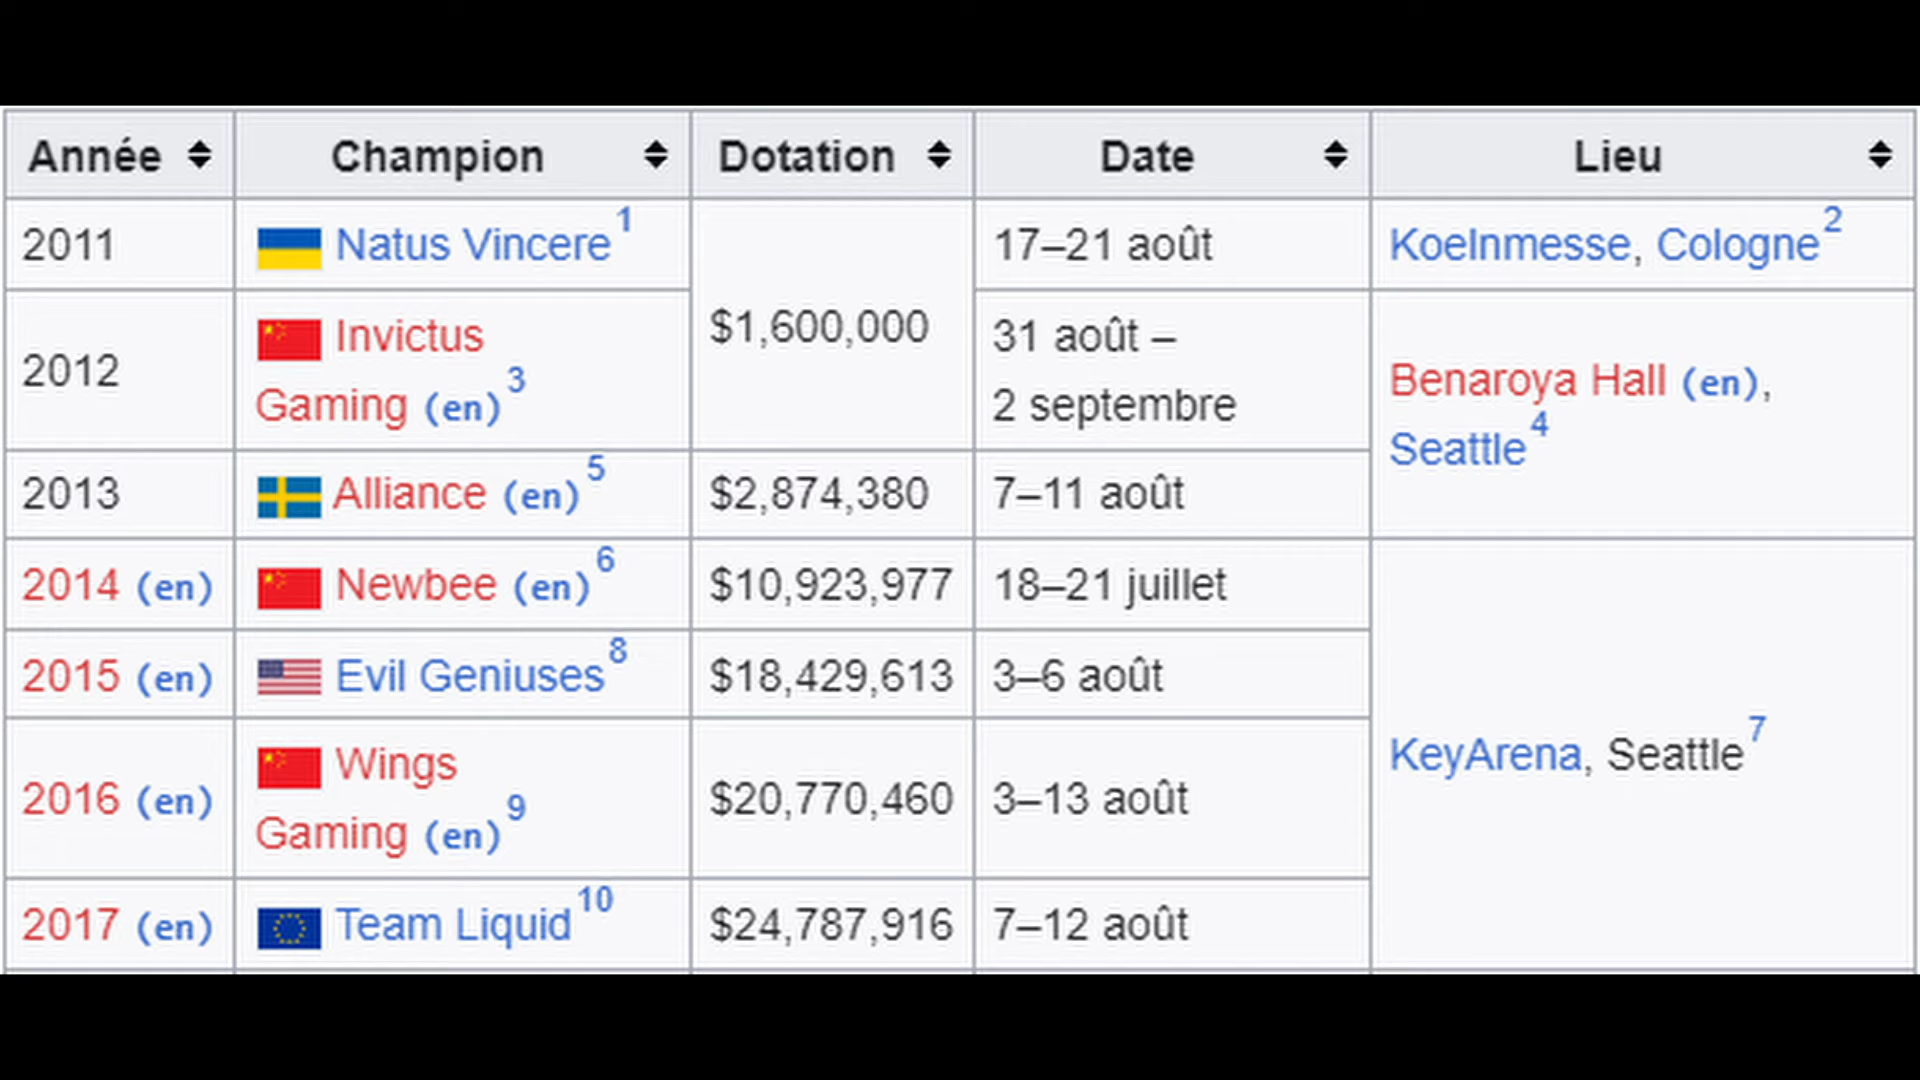 Année Champion Dotation Date Lieu
2011 Natus Vincere 1 $1,600,000 17–21 août Koelnmesse, Cologne 2
2012 Invictus
Gaming (en) 3 31 août –
2 septembre Benaroya Hall (en),
Seattle 4
2013 Alliance (en) 5 $2,874,380 7–11 août
2014 (en) Newbee (en) 6 $10,923,977 18–21 juillet KeyArena, Seattle 7
2015 (en) Evil Geniuses 8 $18,429,613 3–6 août
2016 (en) Wings
Gaming (en) 9 $20,770,460 3–13 août
2017 (en) Team Liquid 10 $24,787,916 7–12 août